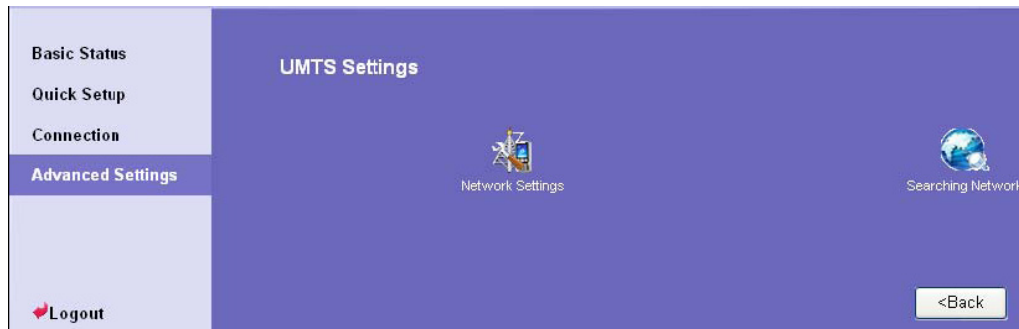 Basic Status
Quick Setup
Connection
Advanced Settings
Logout
UMTS Settings
Network Settings
Searching Network
<Back